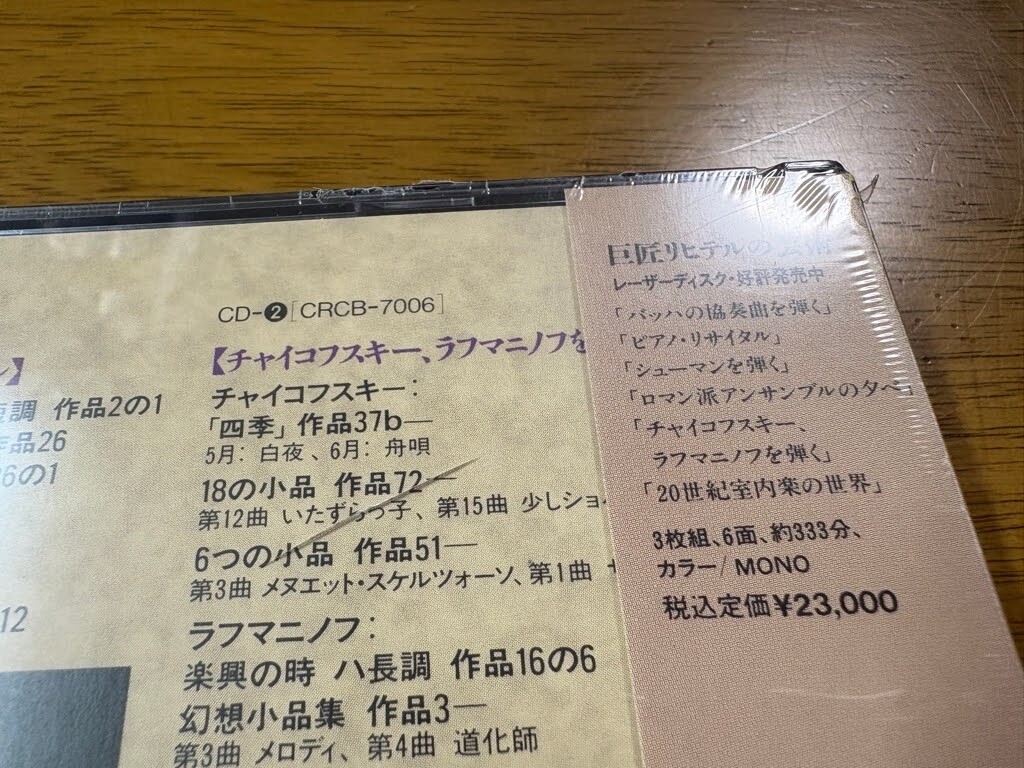 調 作品2の1
作品26
6の1
12
CD-❷[CRCB-7006]
【チャイコフスキー、ラフマニノフを
チャイコフスキー:
「四季」作品37b—
5月: 白夜、6月: 舟唄
18の小品 作品72—
第12曲 いたずらっ子、第15曲 少しショ
6つの小品 作品51—
第3曲 メヌエット・スケルツォーソ、第1曲
ラフマニノフ:
楽興の時 ハ長調 作品16の6
幻想小品集 作品3—
第3曲 メロディ、第4曲 道化師
巨匠リヒテルの
レーザーディスク・好評発売中
「バッハの協奏曲を弾く」
「ピアノ・リサイタル」
「シューマンを弾く」
「ロマン派アンサンブルの夕べ」
「チャイコフスキー、
ラフマニノフを弾く」
「20世紀室内楽の世界」
3枚組、6面、約333分、
カラー/MONO
税込定価¥23,000